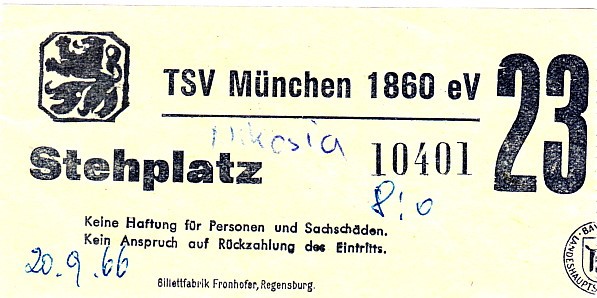 TSV München 1860 eV
23
Nikosia
Stehplatz
10401
8:0
Keine Haftung für Personen und Sachschäden.
Kein Anspruch auf Rückzahlung des Eintritts.
20.9.66
Billettfabrik Fronhofer, Regensburg.